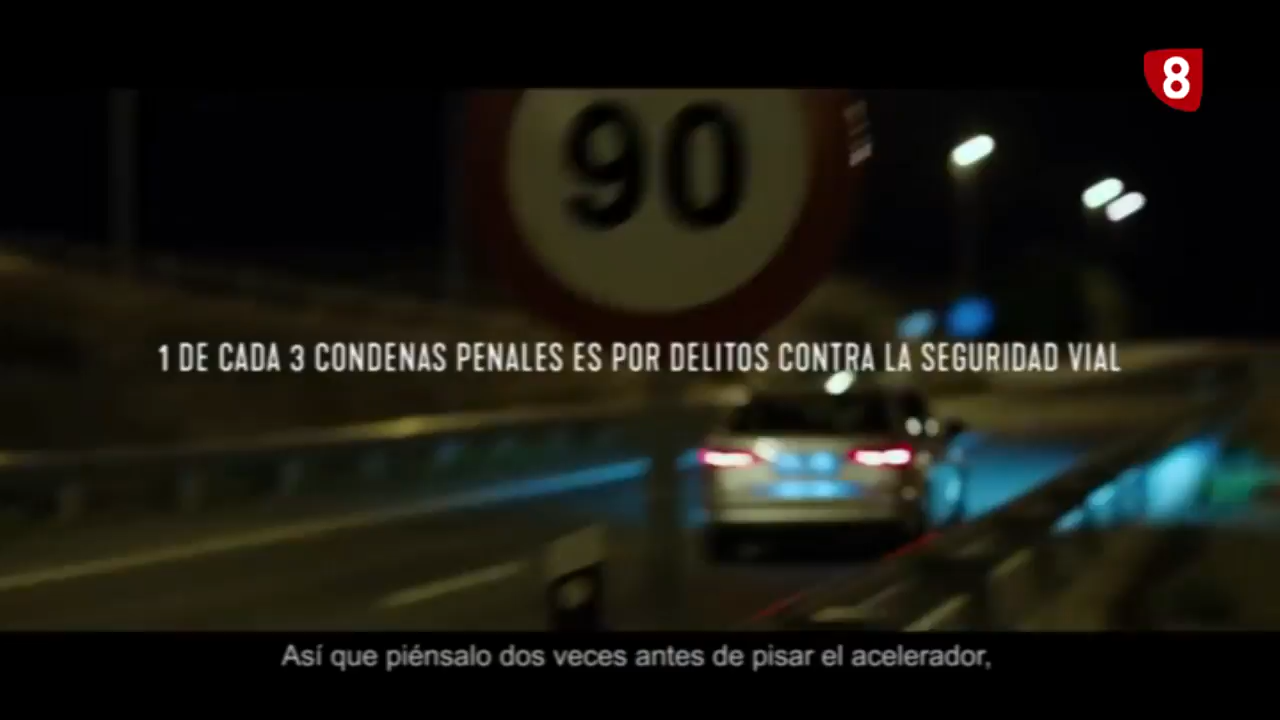 8
90
1 DE CADA 3 CONDENAS PENALES ES POR DELITOS CONTRA LA SEGURIDAD VIAL
Así que piénsalo dos veces antes de pisar el acelerador,